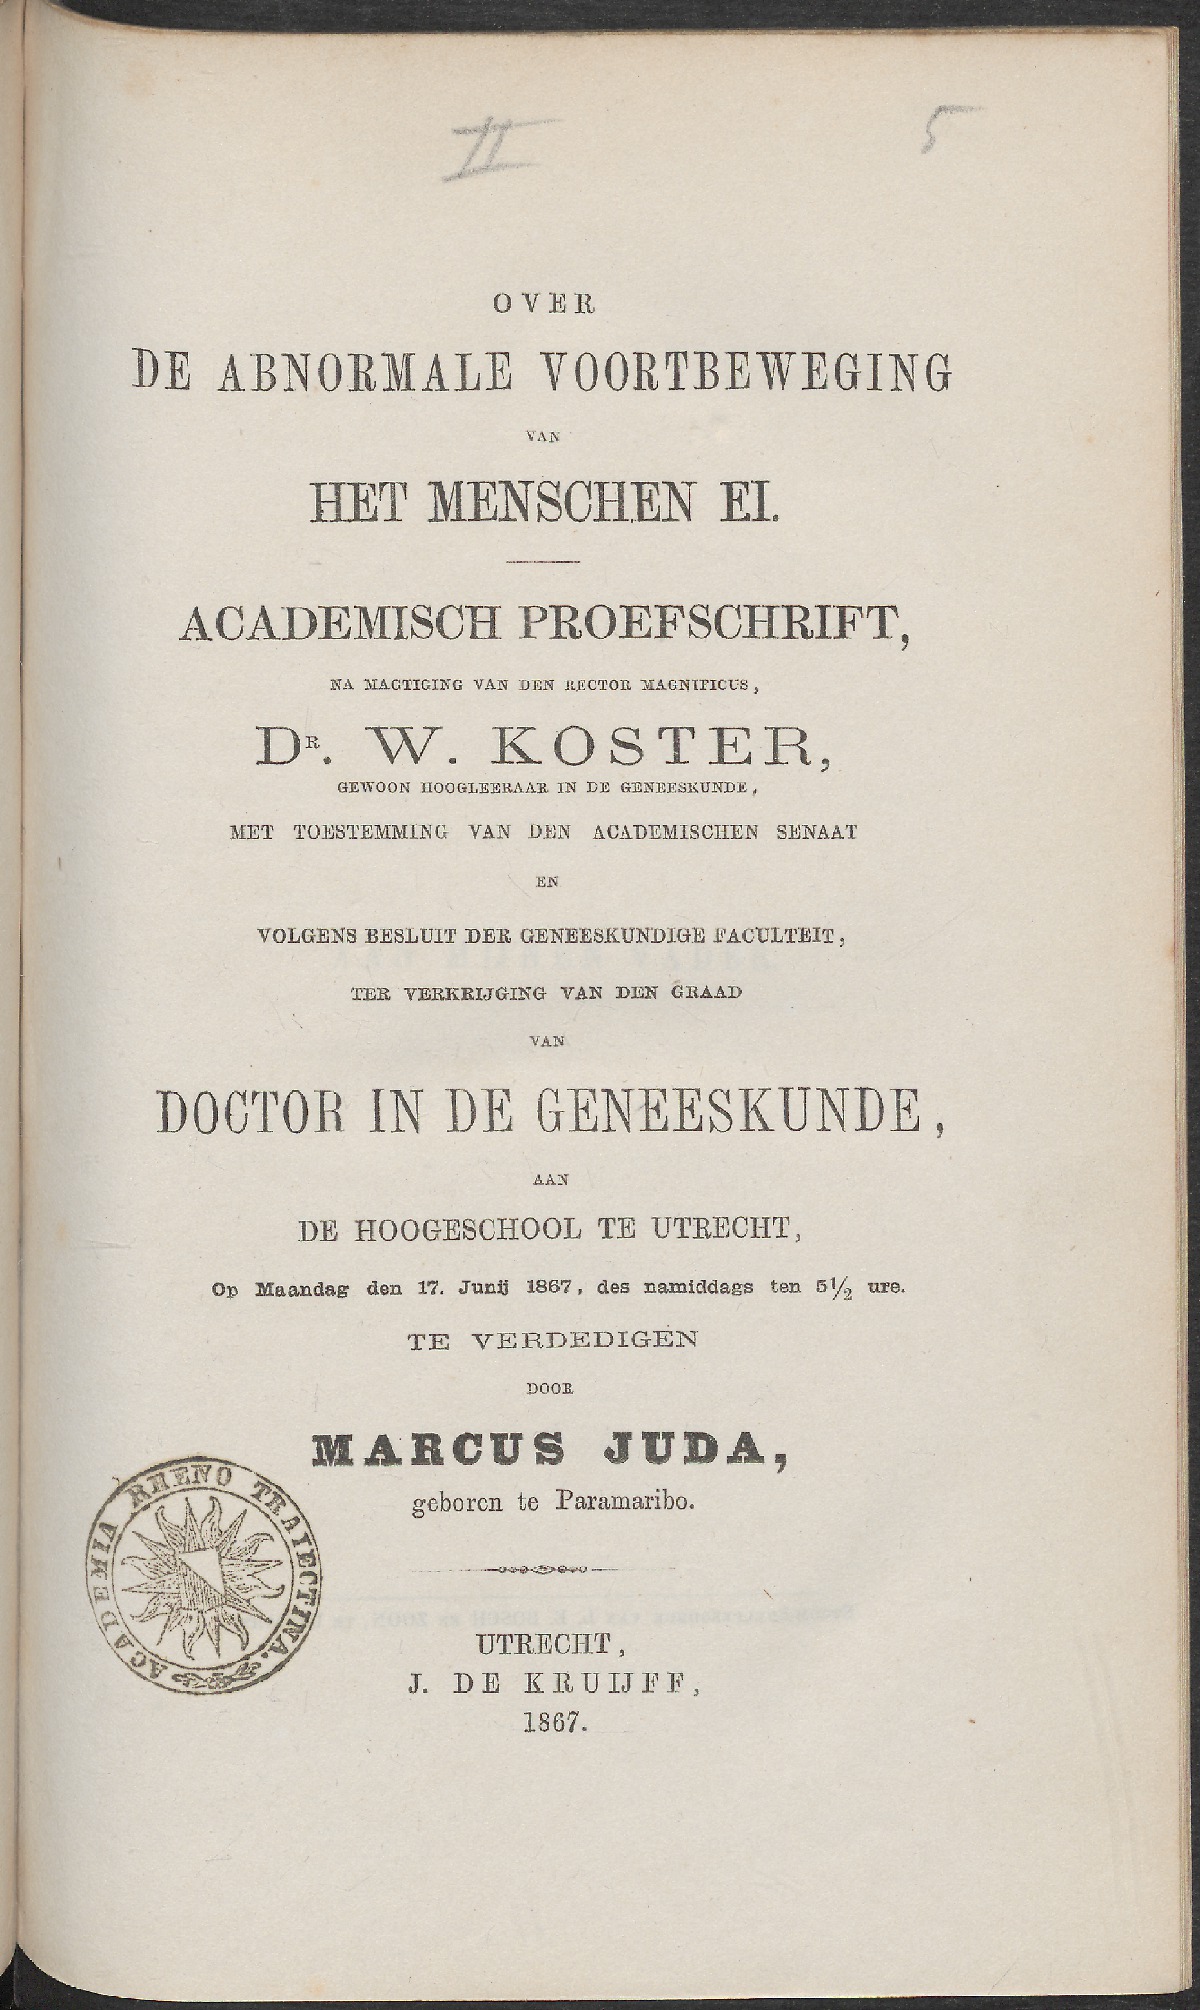 II
5
OVER
DE ABNORMALE VOORTBEWEGING
VAN
HET MENSCHEN EI.
ACADEMISCH PROEFSCHRIFT,
NA MAGTIGING VAN DEN RECTOR MAGNIFICUS,
DR. W. KOSTER,
GEWOON HOOGLEERAAR IN DE GENEESKUNDE,
MET TOESTEMMING VAN DEN ACADEMISCHEN SENAAT
EN
VOLGENS BESLUIT DER GENEESKUNDIGE FACULTEIT,
TER VERKRIJGING VAN DEN GRAAD
VAN
DOCTOR IN DE GENEESKUNDE,
AAN
DE HOOGESCHOOL TE UTRECHT,
Op Maandag den 17. Junij 1867, des namiddags ten 5½ ure.
TE VERDEDIGEN
DOOR
MARCUS JUDA,
geboren te Paramaribo.
ACADEMIA RHENO TRAIECTINA.
UTRECHT,
J. DE KRUIJFF,
1867.